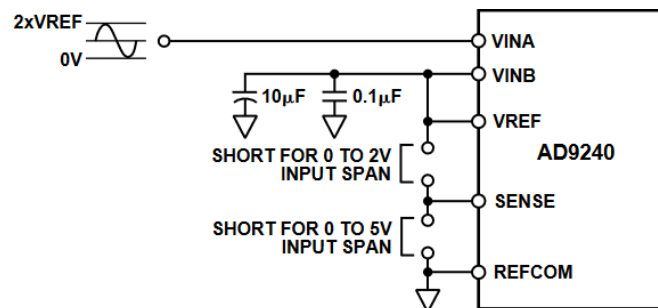 2xVREF
0V
VINA
VINB
10µF
0.1µF
VREF
AD9240
SHORT FOR 0 TO 2V
INPUT SPAN
SENSE
SHORT FOR 0 TO 5V
INPUT SPAN
REFCOM